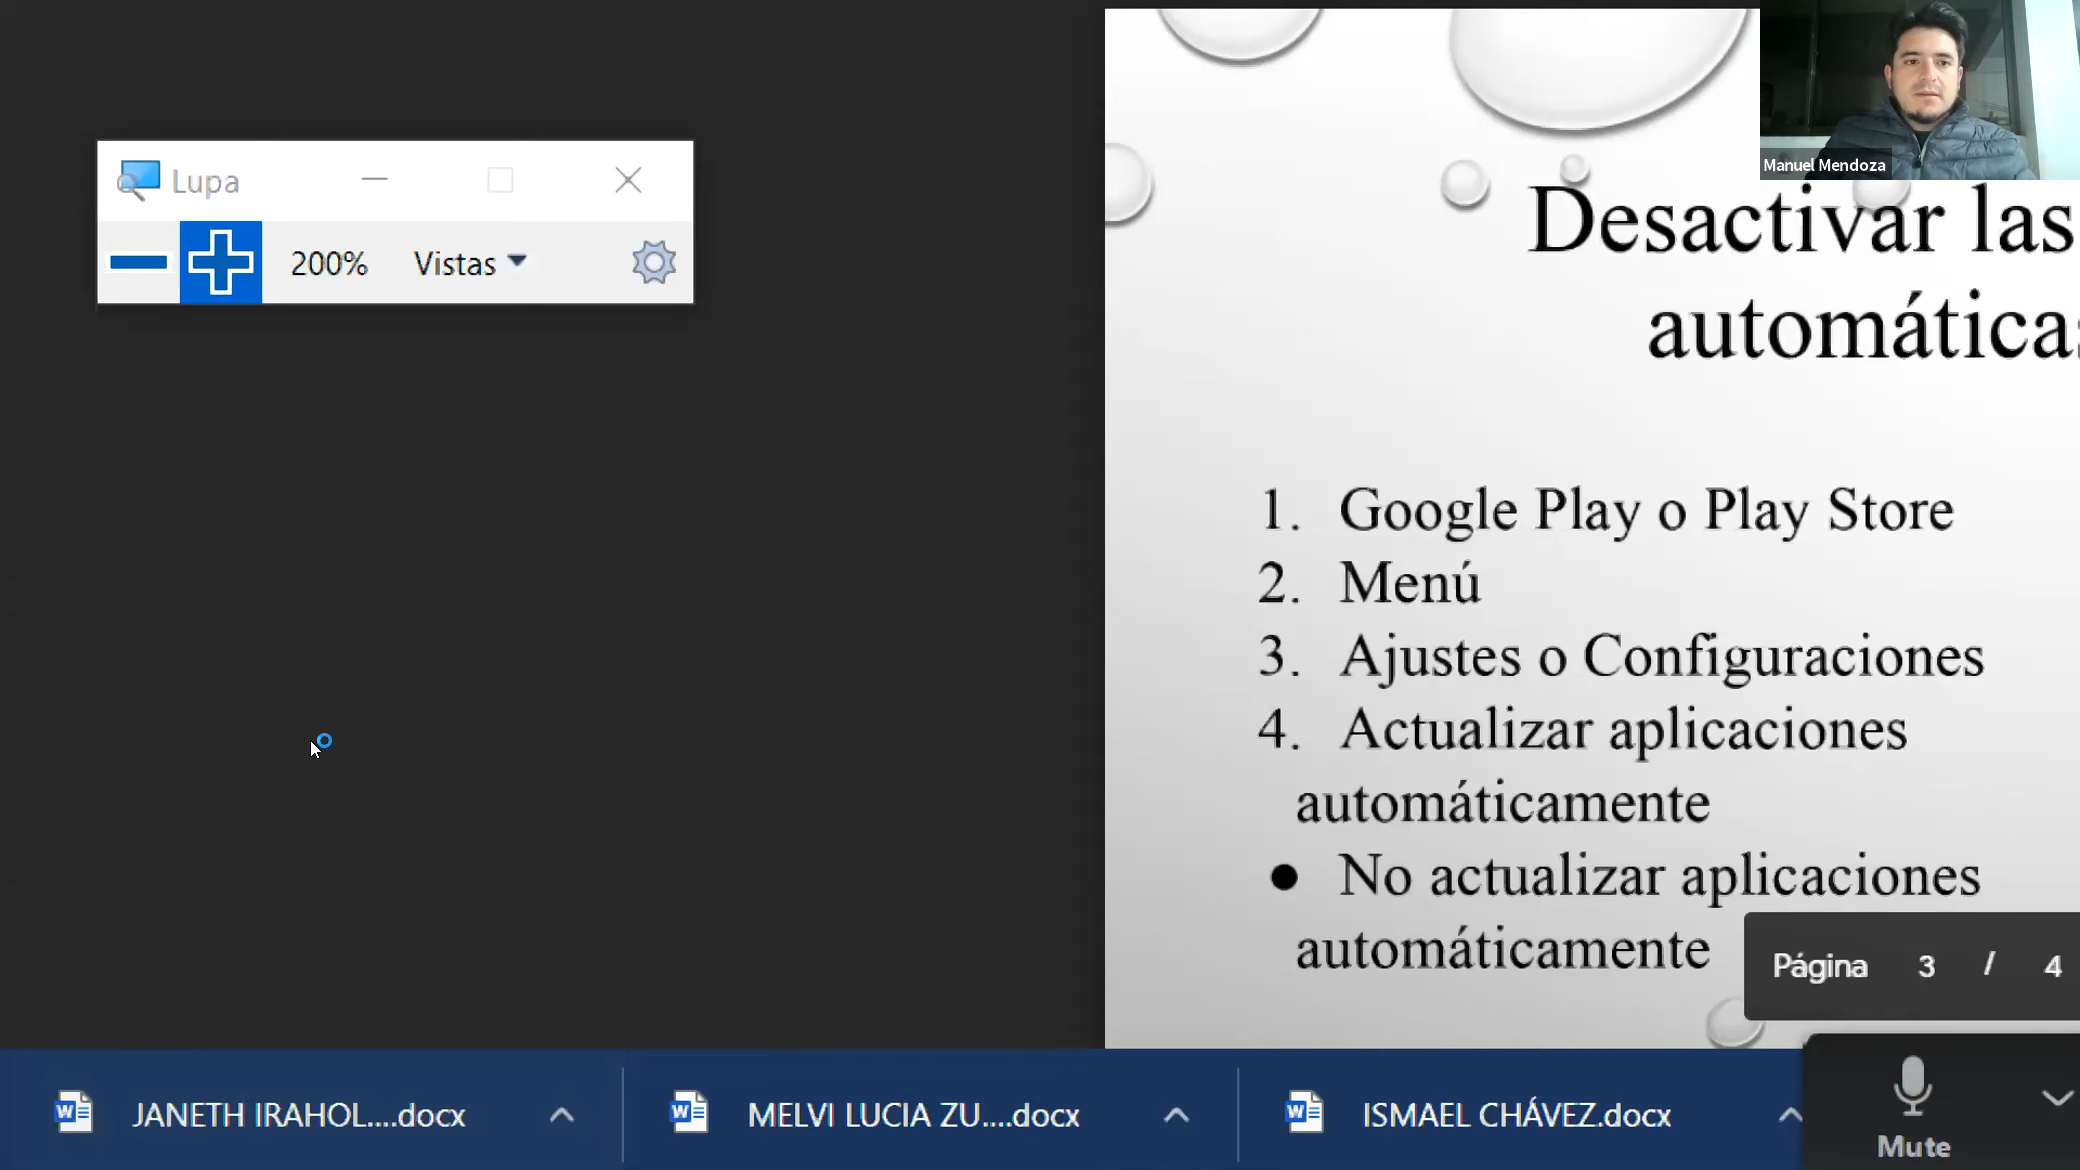 Manuel Mendoza
Lupa
200%
Vistas
Desactivar las
automáticas
1. Google Play o Play Store
2. Menú
3. Ajustes o Configuraciones
4. Actualizar aplicaciones
automáticamente
● No actualizar aplicaciones
automáticamente
Página 3 / 4
JANETH IRAHOL....docx
MELVI LUCIA ZU....docx
ISMAEL CHÁVEZ.docx
Mute